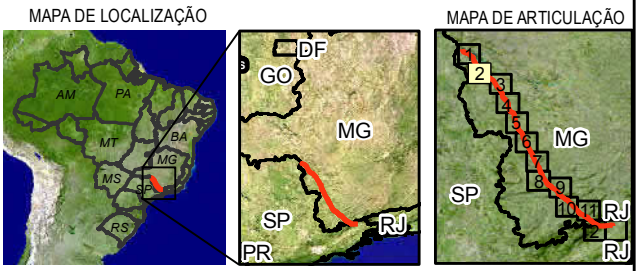 MAPA DE LOCALIZAÇÃO
AM
PA
MT
BA
MG
MS
SP
RS
DF
GO
MG
SP
RJ
PR
MAPA DE ARTICULAÇÃO
1
2
3
4
5
6
7
8
9
10
11
MG
SP
RJ
RJ